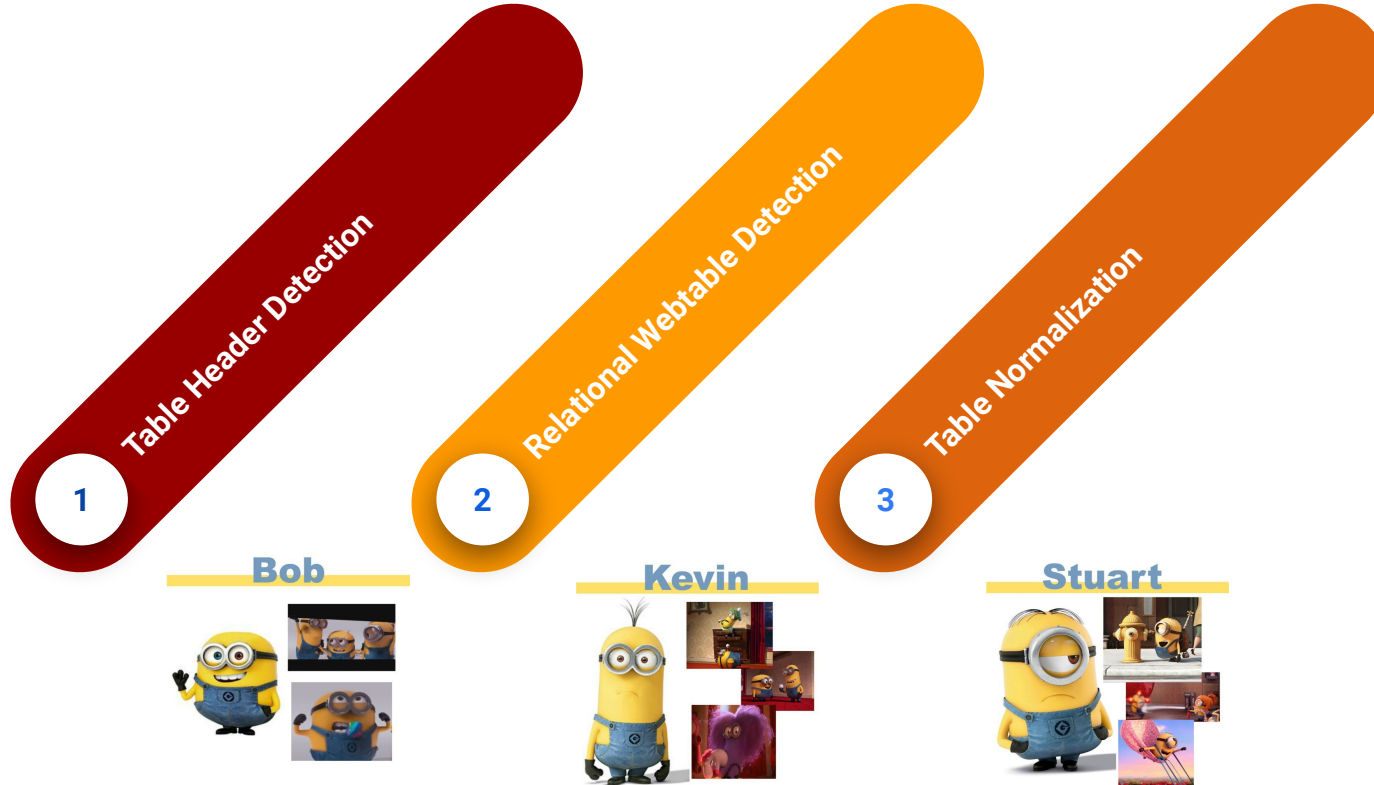 Table Header Detection
1
Relational Webtable Detection
2
Table Normalization
3
Bob
Kevin
Stuart